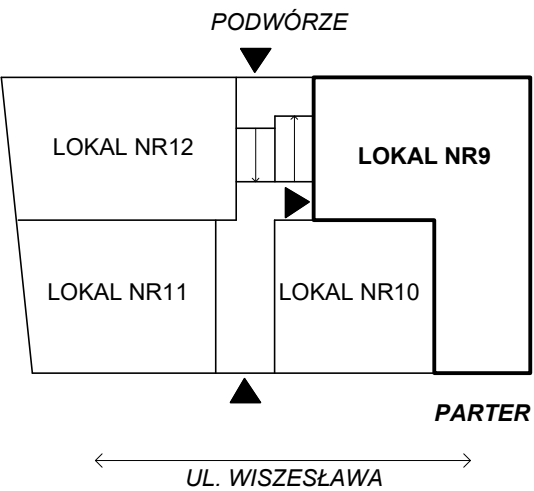 PODWÓRZE
LOKAL NR12
LOKAL NR9
LOKAL NR11
LOKAL NR10
PARTER
UL. WISZESŁAWA